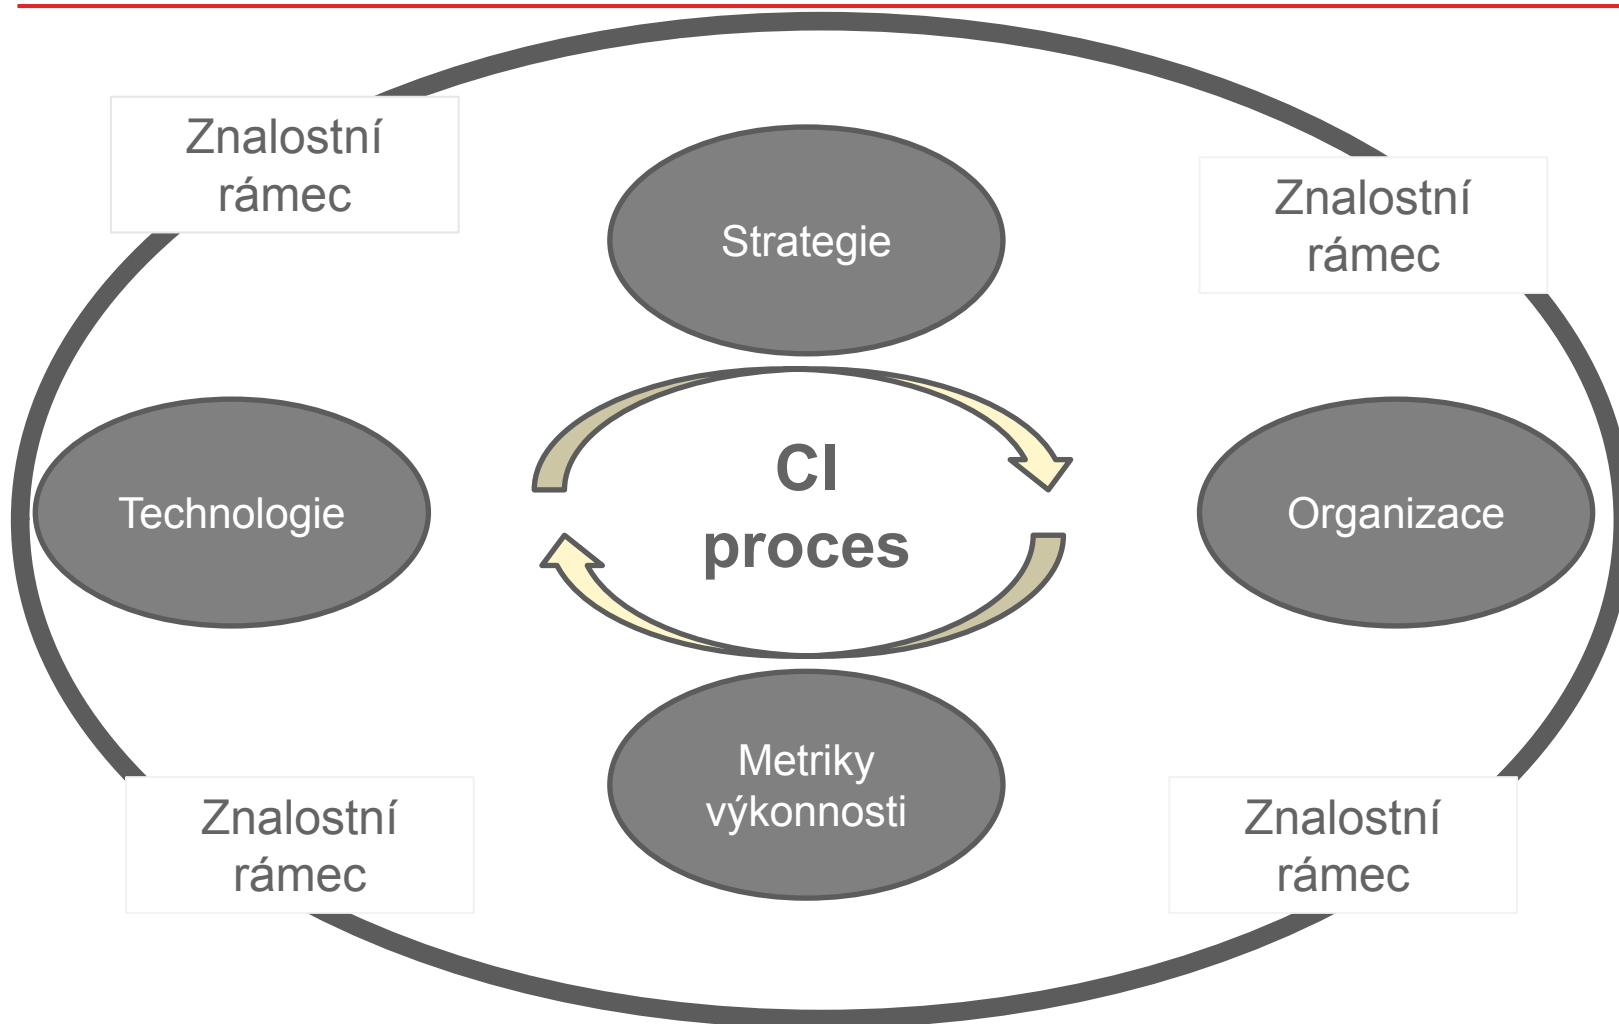 Znalostní
rámec
Znalostní
rámec
Strategie
CI
proces
Technologie
Organizace
Metriky
výkonnosti
Znalostní
rámec
Znalostní
rámec